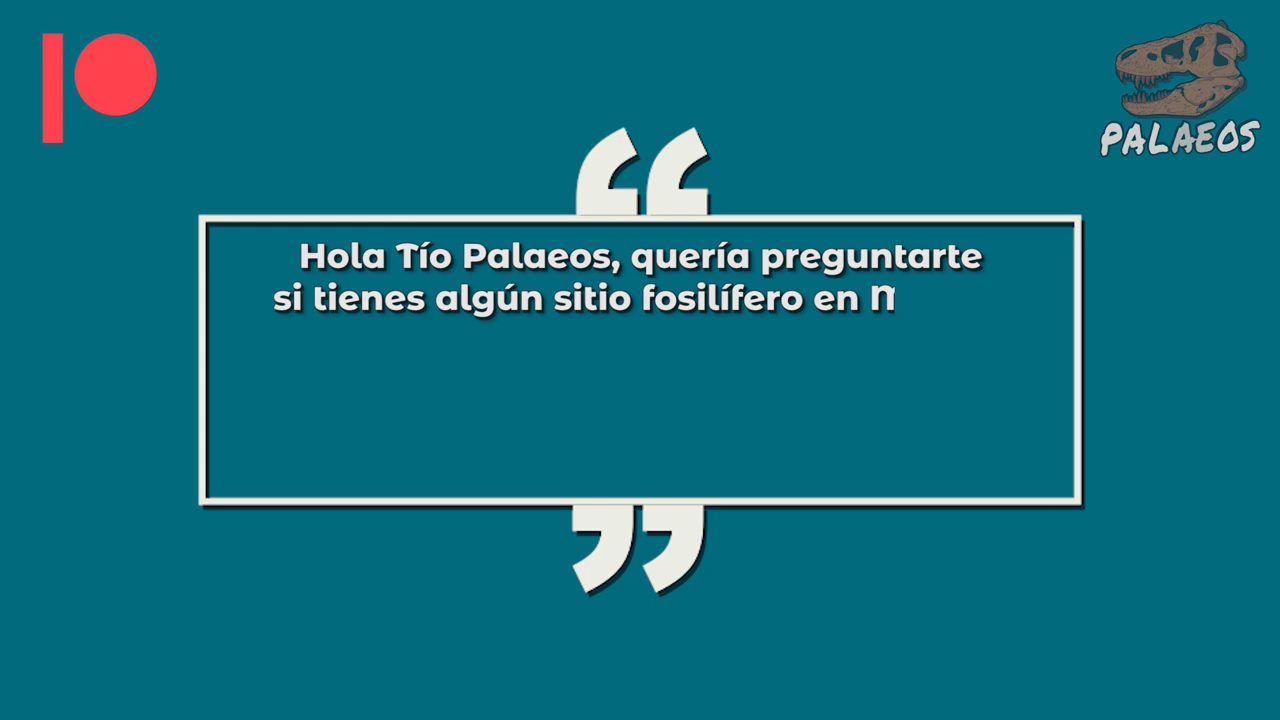 PALAEOS
Hola Tío Palaeos, quería preguntarte
si tienes algún sitio fosilífero en